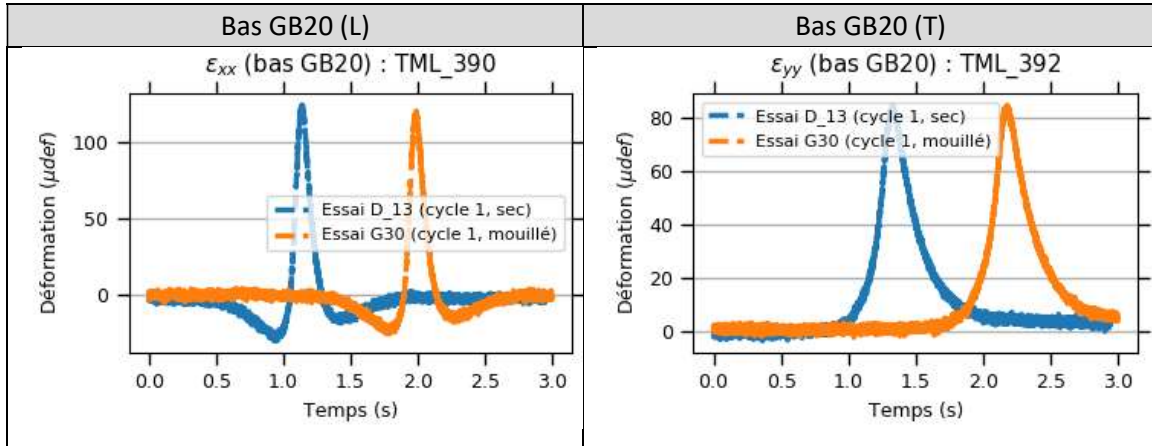 Bas GB20 (L)
Bas GB20 (T)
εxx (bas GB20) : TML_390
100
50
0
Déformation (μdef)
Essai D_13 (cycle 1, sec)
Essai G30 (cycle 1, mouillé)
0.0 0.5 1.0 1.5 2.0 2.5 3.0
Temps (s)
εyy (bas GB20) : TML_392
80
60
40
20
0
Déformation (μdef)
Essai D_13 (cycle 1, sec)
Essai G30 (cycle 1, mouillé)
0.0 0.5 1.0 1.5 2.0 2.5 3.0
Temps (s)